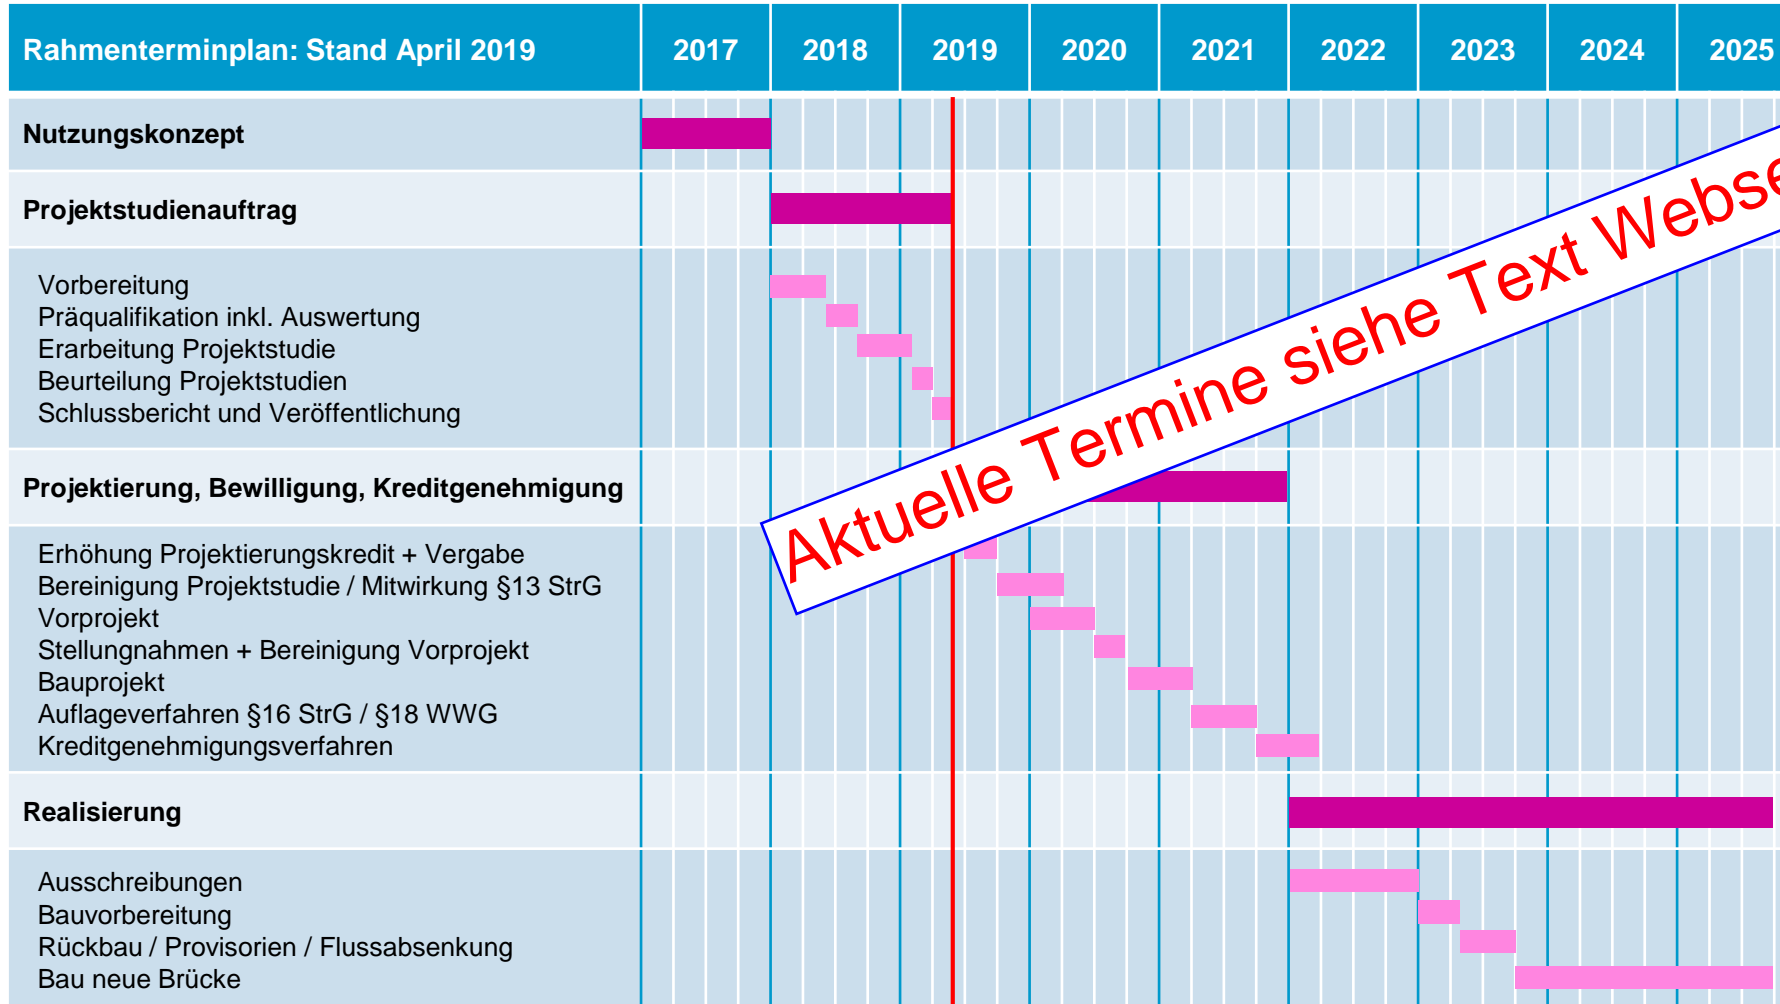 Rahmenterminplan: Stand April 2019 2017 2018 2019 2020 2021 2022 2023 2024 2025
Nutzungskonzept
Projektstudienauftrag
Vorbereitung
Präqualifikation inkl. Auswertung
Erarbeitung Projektstudie
Beurteilung Projektstudien
Schlussbericht und Veröffentlichung
Projektierung, Bewilligung, Kreditgenehmigung
Erhöhung Projektierungskredit + Vergabe
Bereinigung Projektstudie / Mitwirkung §13 StrG
Vorprojekt
Stellungnahmen + Bereinigung Vorprojekt
Bauprojekt
Auflageverfahren §16 StrG / §18 WWG
Kreditgenehmigungsverfahren
Realisierung
Ausschreibungen
Bauvorbereitung
Rückbau / Provisorien / Flussabsenkung
Bau neue Brücke
Aktuelle Termine siehe Text